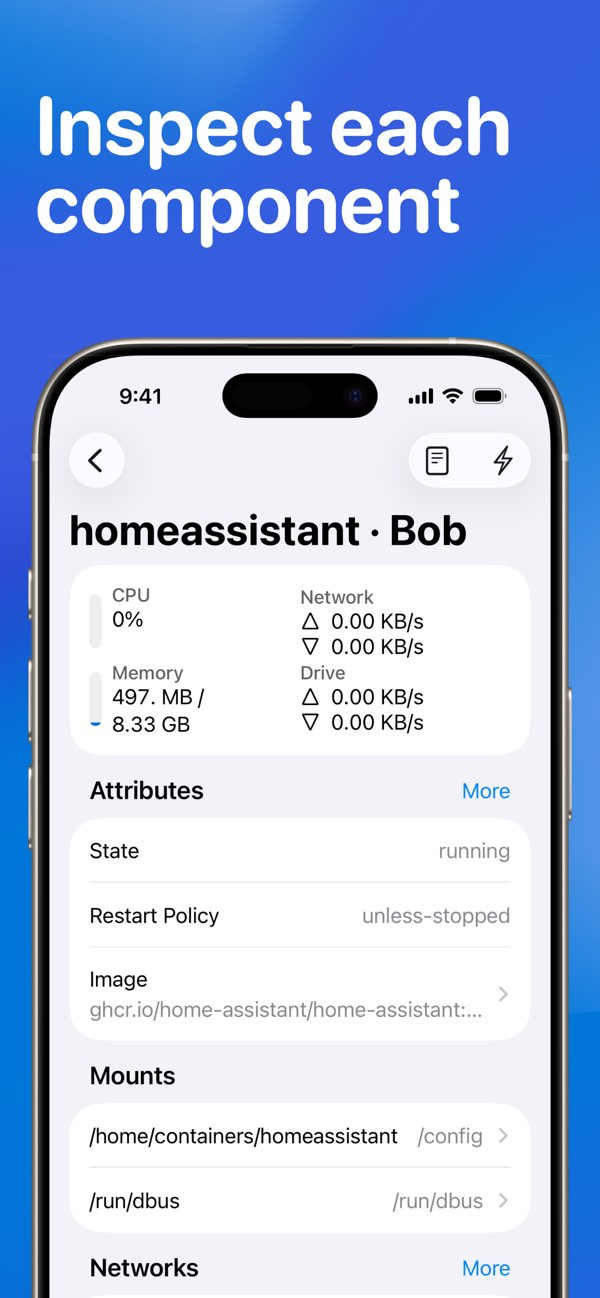 Inspect each
component
9:41
homeassistant · Bob
CPU
0%
Network
△ 0.00 KB/s
▽ 0.00 KB/s
Memory
497. MB /
8.33 GB
Drive
△ 0.00 KB/s
▽ 0.00 KB/s
Attributes
More
State
running
Restart Policy
unless-stopped
Image
ghcr.io/home-assistant/home-assistant:...
Mounts
/home/containers/homeassistant
/config
/run/dbus
/run/dbus
Networks
More